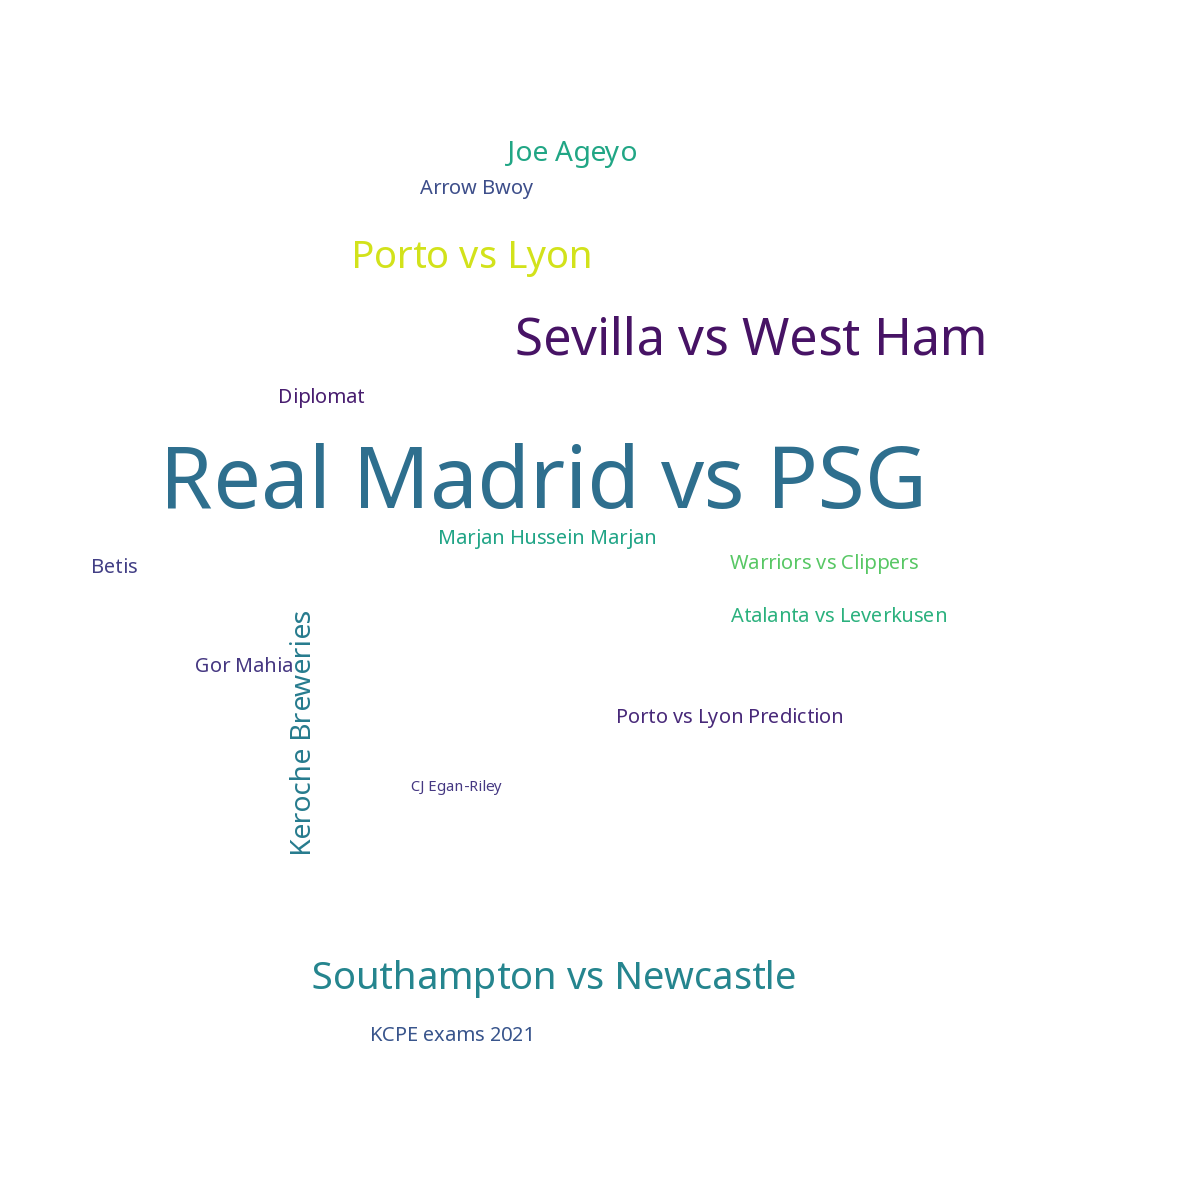 Joe Ageyo
Arrow Bwoy
Porto vs Lyon
Sevilla vs West Ham
Diplomat
Real Madrid vs PSG
Marjan Hussein Marjan
Warriors vs Clippers
Betis
Atalanta vs Leverkusen
Gor Mahia
Keroche Breweries
Porto vs Lyon Prediction
CJ Egan-Riley
Southampton vs Newcastle
KCPE exams 2021